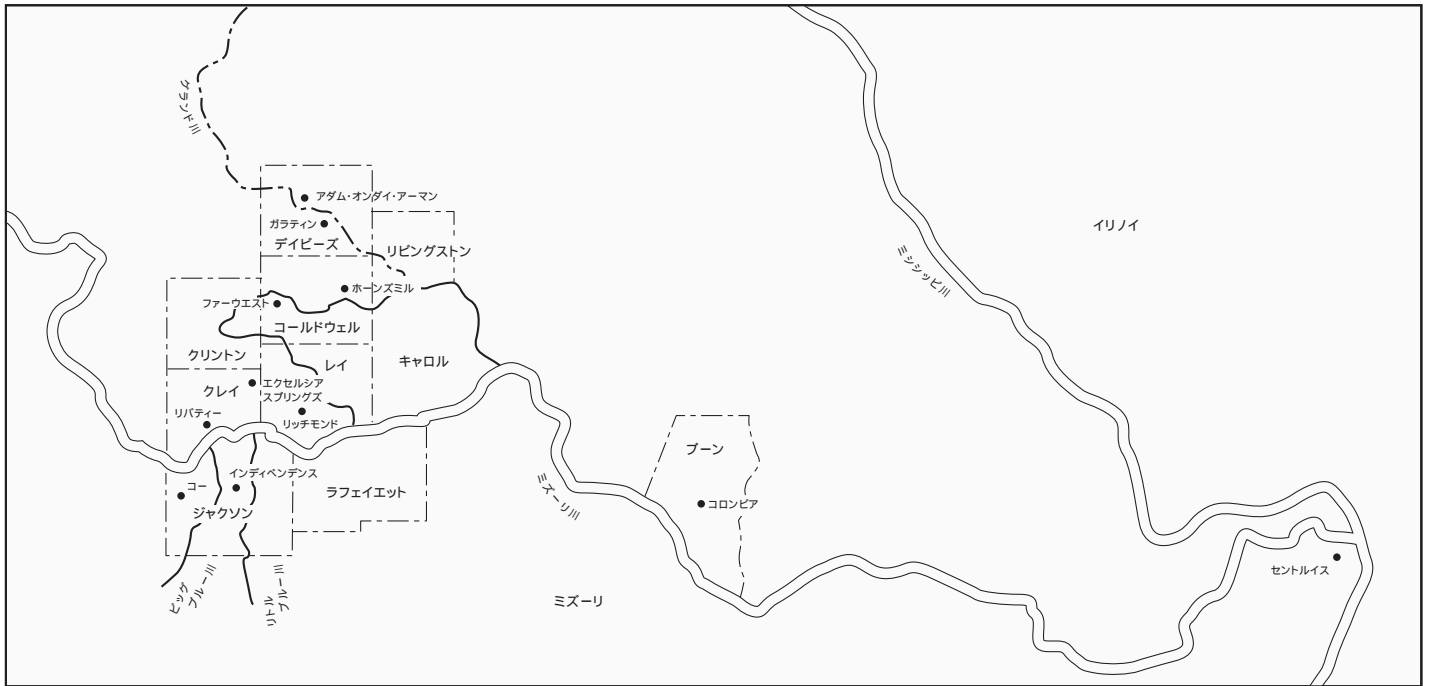 グランド川
アダム・オンダイ・アーマン
ガラティン
デイビーズ
リビングストン
イリノイ
ミシシッピ川
ホーンズミル
ファーウエスト
コールドウェル
クリントン
レイ
キャロル
クレイ
エクセルシア
スプリングズ
リバティー
リッチモンド
ブーン
インディペンデンス
コー
ラフェイエット
ミズーリ川
コロンビア
ジャクソン
セントルイス
ビッグ
ブルー川
リトル
ブルー川
ミズーリ